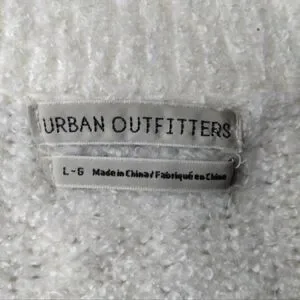 URBAN OUTFITTERS
L-G Made in China / Fabriqué en Chine